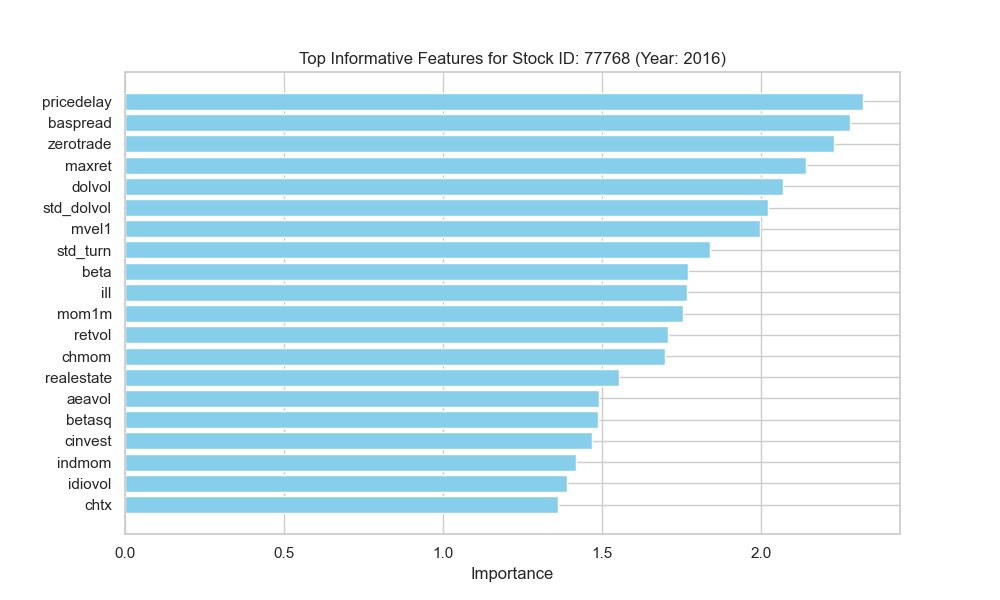 Top Informative Features for Stock ID: 77768 (Year: 2016)
pricedelay
baspread
zerotrade
maxret
dolvol
std_dolvol
mvel1
std_turn
beta
ill
mom1m
retvol
chmom
realestate
aeavol
betasq
cinvest
indmom
idiovol
chtx
0.0 0.5 1.0 1.5 2.0
Importance